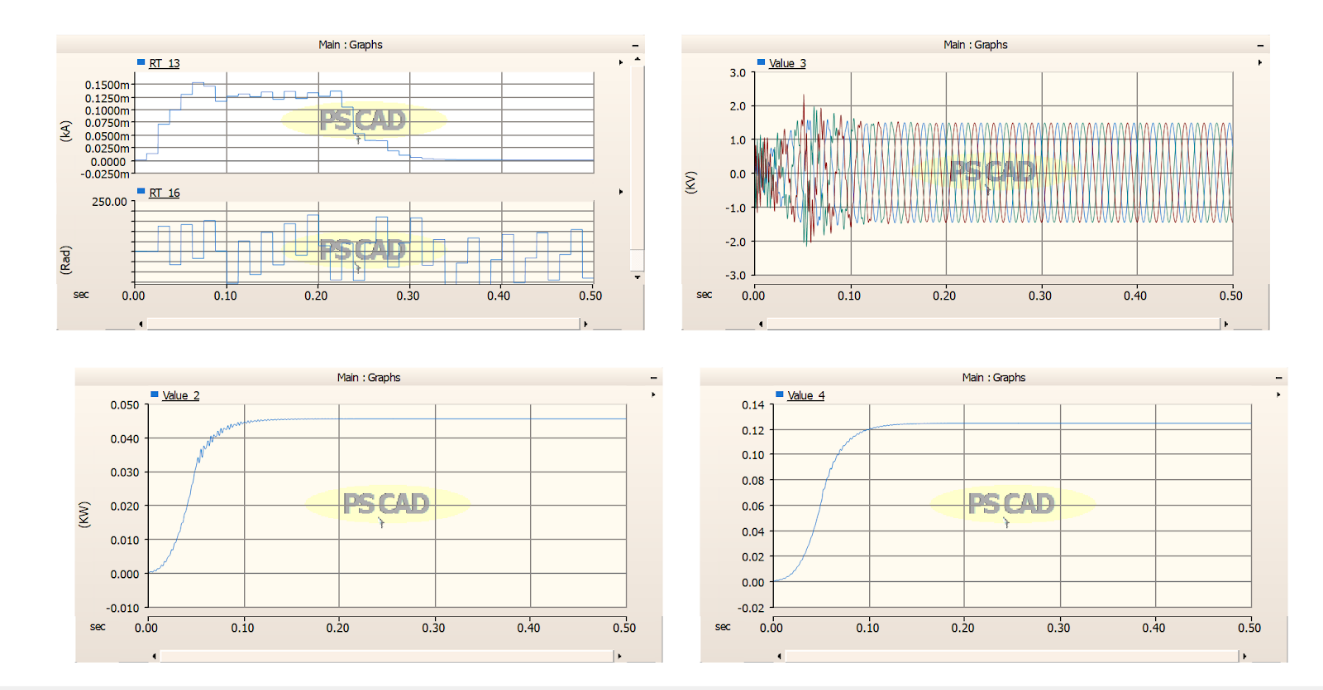 Main : Graphs
RT_13
0.1500m
0.1250m
0.1000m
0.0750m
0.0500m
0.0250m
0.0000
-0.0250m
(kA)
PSCAD
RT_16
250.00
(Rad)
PSCAD
sec 0.00 0.10 0.20 0.30 0.40 0.50
Main : Graphs
Value_3
3.0
2.0
1.0
0.0
-1.0
-2.0
-3.0
(KV)
PSCAD
sec 0.00 0.10 0.20 0.30 0.40 0.50
Main : Graphs
Value_2
0.050
0.040
0.030
0.020
0.010
0.000
-0.010
(KW)
PSCAD
sec 0.00 0.10 0.20 0.30 0.40 0.50
Main : Graphs
Value_4
0.14
0.12
0.10
0.08
0.06
0.04
0.02
0.00
-0.02
PSCAD
sec 0.00 0.10 0.20 0.30 0.40 0.50